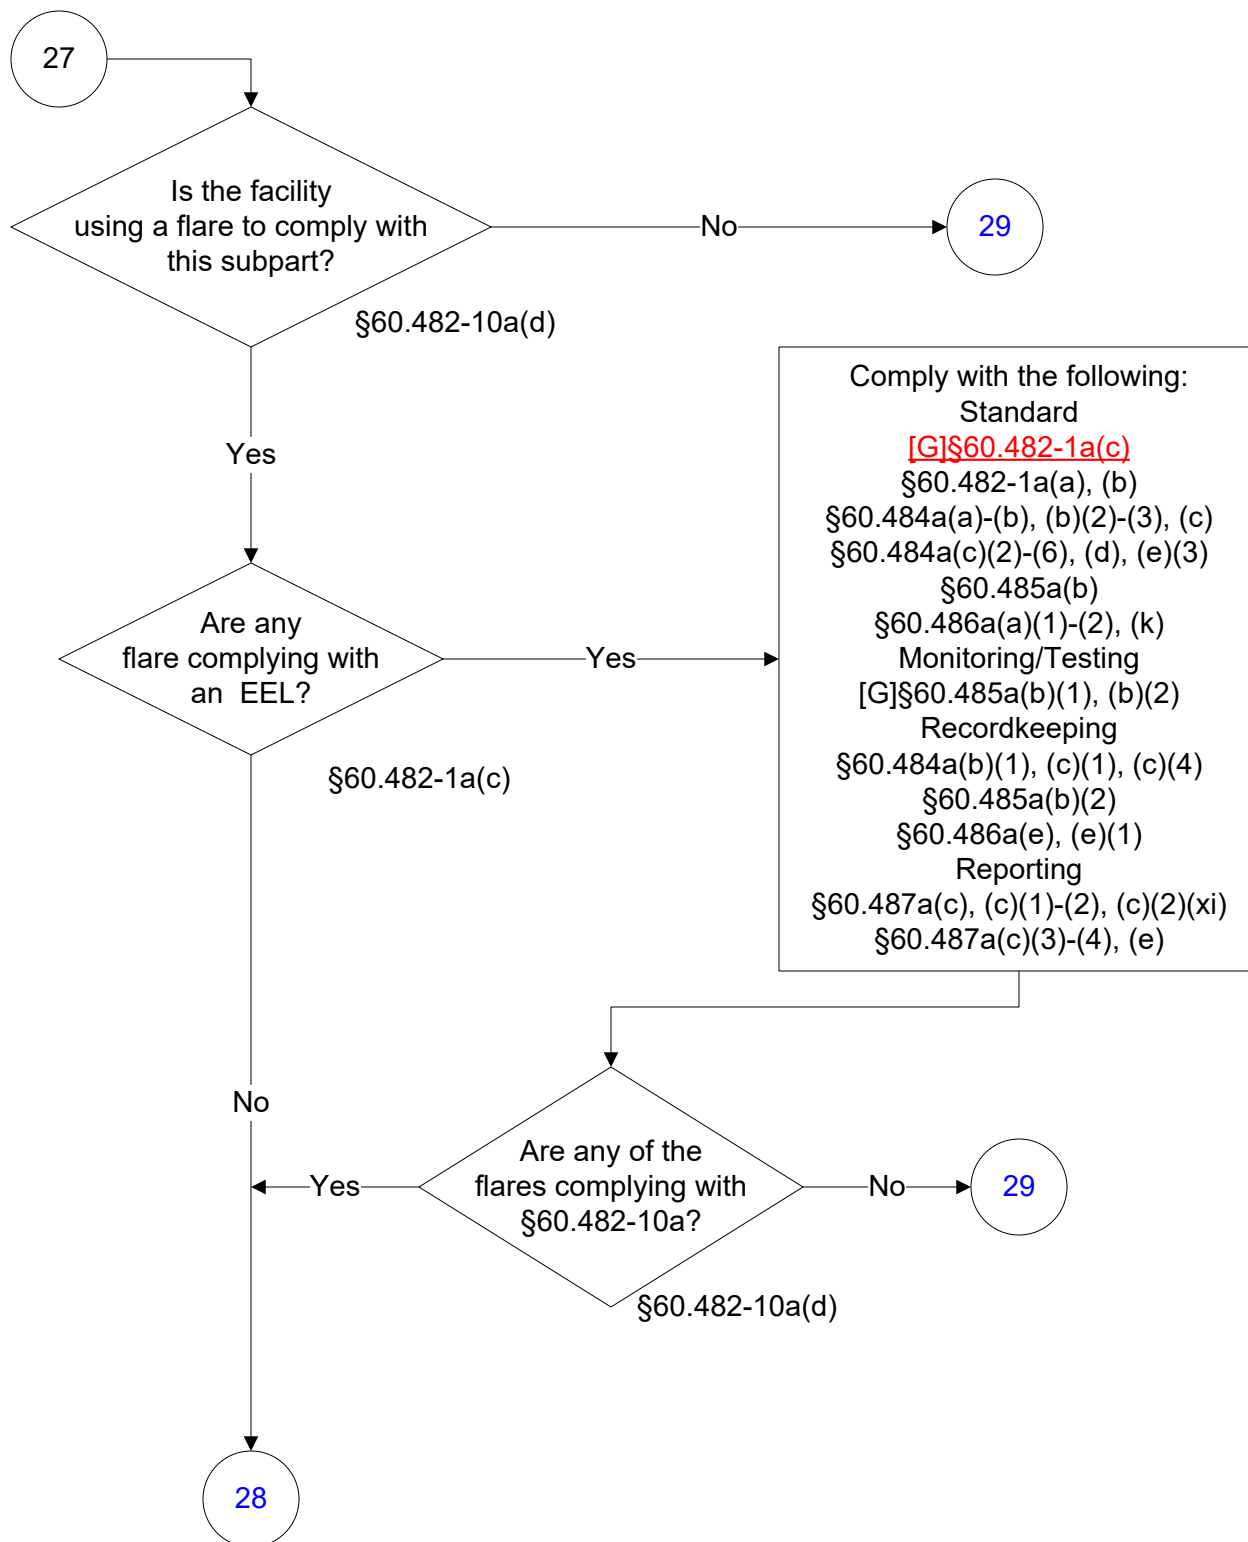 27
Is the facility
using a flare to comply with
this subpart?
No
29
§60.482-10a(d)
Yes
Comply with the following:
Standard
[G]§60.482-1a(c)
§60.482-1a(a), (b)
§60.484a(a)-(b), (b)(2)-(3), (c)
§60.484a(c)(2)-(6), (d), (e)(3)
§60.485a(b)
§60.486a(a)(1)-(2), (k)
Monitoring/Testing
[G]§60.485a(b)(1), (b)(2)
Recordkeeping
§60.484a(b)(1), (c)(1), (c)(4)
§60.485a(b)(2)
§60.486a(e), (e)(1)
Reporting
§60.487a(c), (c)(1)-(2), (c)(2)(xi)
§60.487a(c)(3)-(4), (e)
Are any
flare complying with
an  EEL?
Yes
§60.482-1a(c)
No
Are any of the
flares complying with
§60.482-10a?
Yes
No
29
§60.482-10a(d)
28